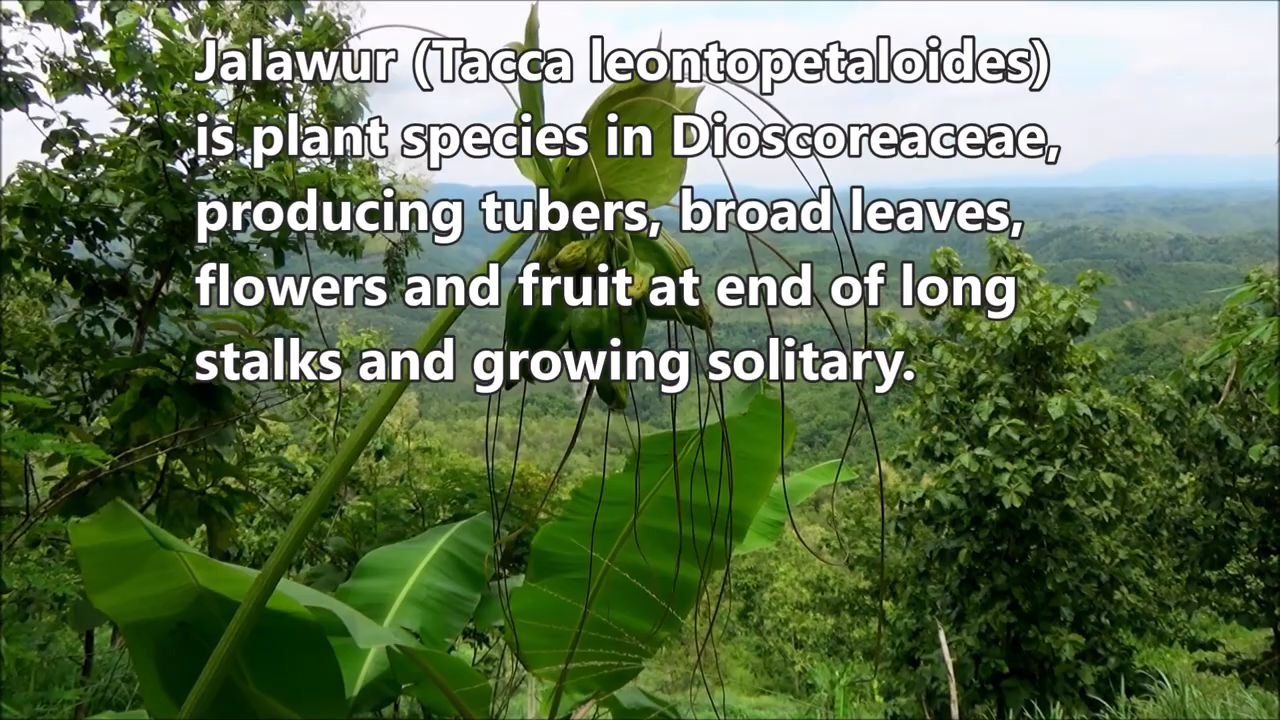 Jalawur (Tacca leontopetaloides)
is plant species in Dioscoreaceae,
producing tubers, broad leaves,
flowers and fruit at end of long
stalks and growing solitary.